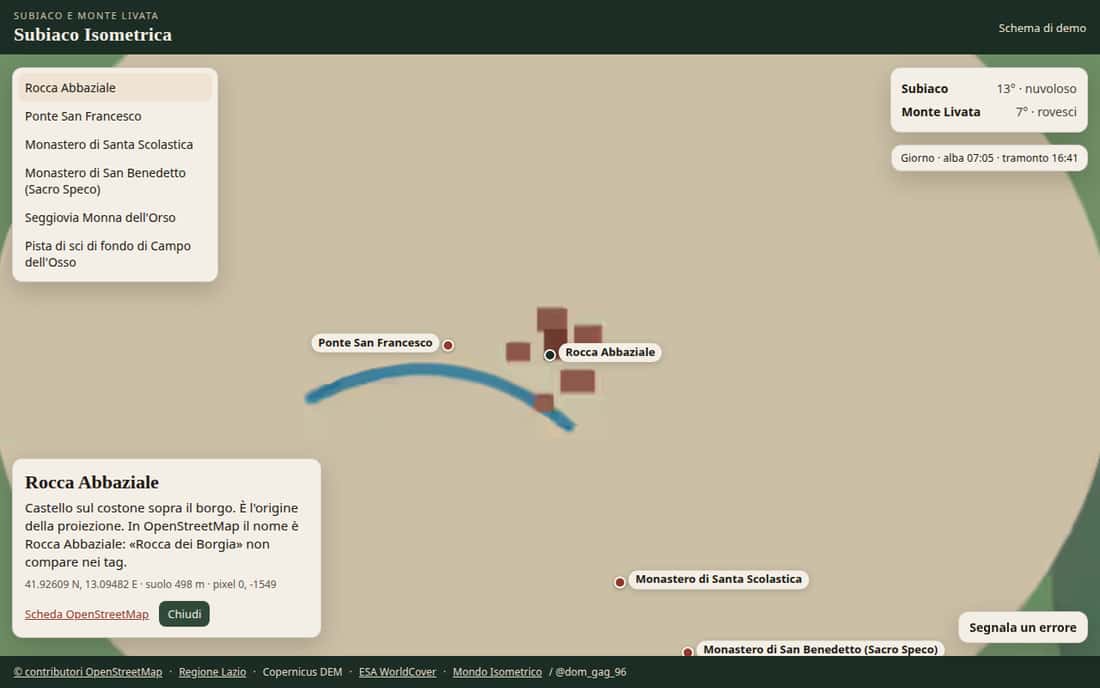 SUBIACO E MONTE LIVATA
Subiaco Isometrica
Schema di demo
Rocca Abbaziale
Ponte San Francesco
Monastero di Santa Scolastica
Monastero di San Benedetto
(Sacro Speco)
Seggiovia Monna dell'Orso
Pista di sci di fondo di Campo
dell'Osso
Subiaco 13° · nuvoloso
Monte Livata 7° · rovesci
Giorno · alba 07:05 · tramonto 16:41
Ponte San Francesco
Rocca Abbaziale
Rocca Abbaziale
Castello sul costone sopra il borgo. È l'origine
della proiezione. In OpenStreetMap il nome è
Rocca Abbaziale: «Rocca dei Borgia» non
compare nei tag.
41.92609 N, 13.09482 E · suolo 498 m · pixel 0, -1549
Scheda OpenStreetMap Chiudi
Monastero di Santa Scolastica
Monastero di San Benedetto (Sacro Speco)
Segnala un errore
© contributori OpenStreetMap · Regione Lazio · Copernicus DEM · ESA WorldCover · Mondo Isometrico / @dom_gag_96